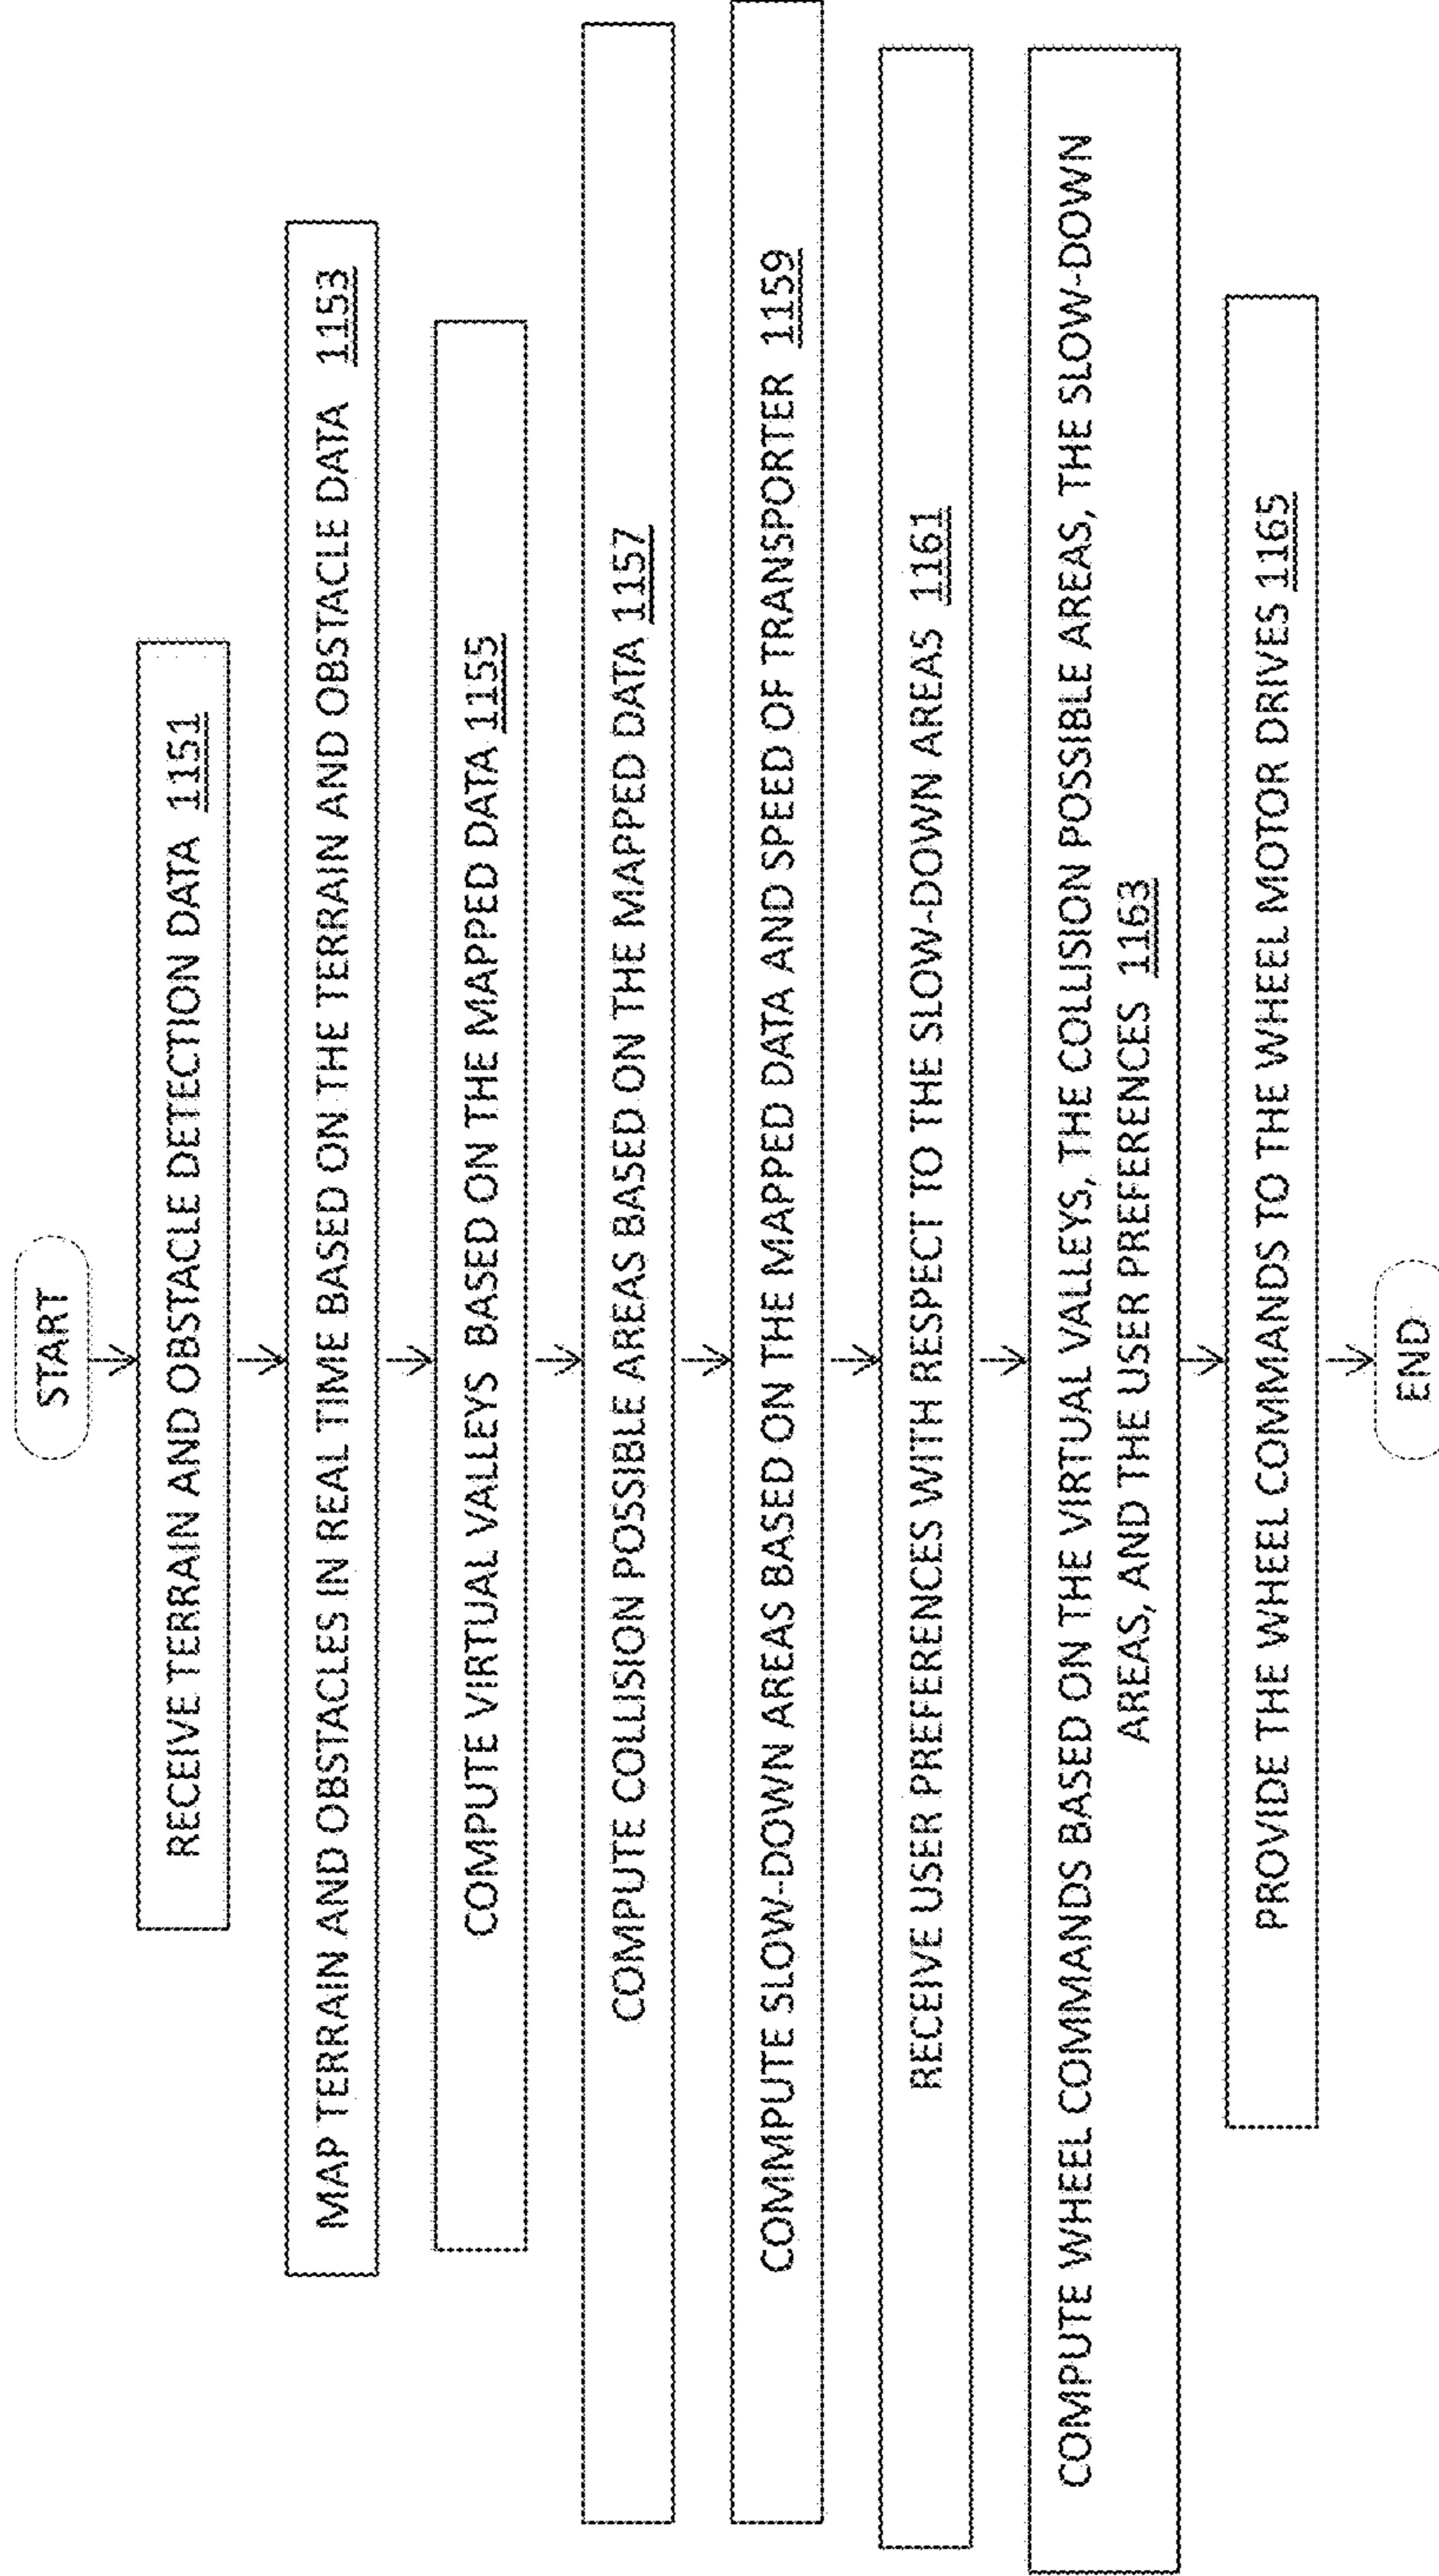 START
RECEIVE TERRAIN AND OBSTACLE DETECTION DATA 1151
MAP TERRAIN AND OBSTACLES IN REAL TIME BASED ON THE TERRAIN AND OBSTACLE DATA 1153
COMPUTE VIRTUAL VALLEYS BASED ON THE MAPPED DATA 1155
COMPUTE COLLISION POSSIBLE AREAS BASED ON THE MAPPED DATA 1157
COMMPUTE SLOW-DOWN AREAS BASED ON THE MAPPED DATA AND SPEED OF TRANSPORTER 1159
RECEIVE USER PREFERENCES WITH RESPECT TO THE SLOW-DOWN AREAS 1161
COMPUTE WHEEL COMMANDS BASED ON THE VIRTUAL VALLEYS, THE COLLISION POSSIBLE AREAS, THE SLOW-DOWN
AREAS, AND THE USER PREFERENCES 1163
PROVIDE THE WHEEL COMMANDS TO THE WHEEL MOTOR DRIVES 1165
END